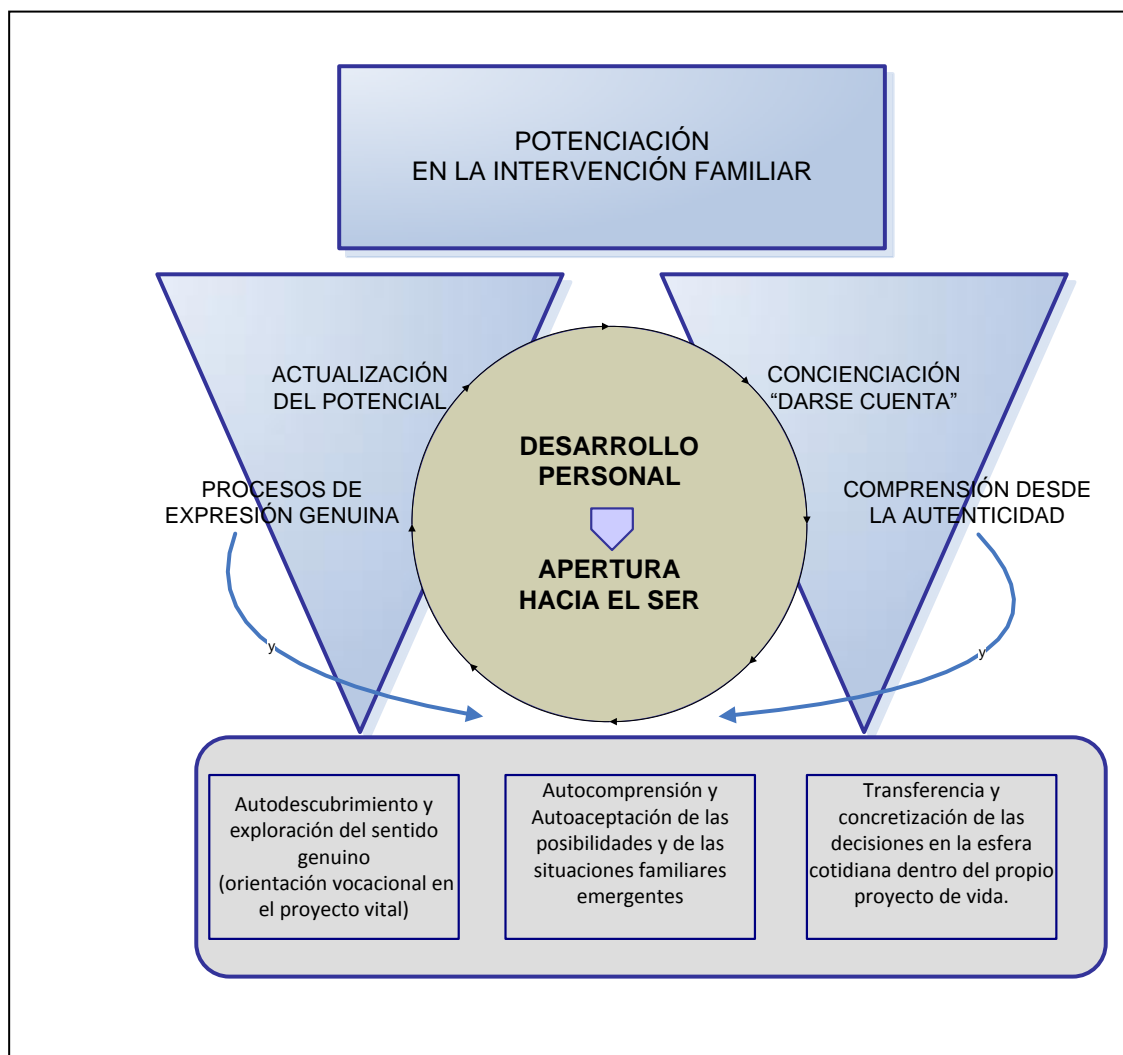 POTENCIACIÓN
EN LA INTERVENCIÓN FAMILIAR
ACTUALIZACIÓN
DEL POTENCIAL
CONCIENCIACIÓN
“DARSE CUENTA”
DESARROLLO
PERSONAL
PROCESOS DE
EXPRESIÓN GENUINA
COMPRENSIÓN DESDE
LA AUTENTICIDAD
APERTURA
HACIA EL SER
y
y
Autodescubrimiento y
exploración del sentido
genuino
(orientación vocacional en
el proyecto vital)
Autocomprensión y
Autoaceptación de las
posibilidades y de las
situaciones familiares
emergentes
Transferencia y
concretización de las
decisiones en la esfera
cotidiana dentro del propio
proyecto de vida.